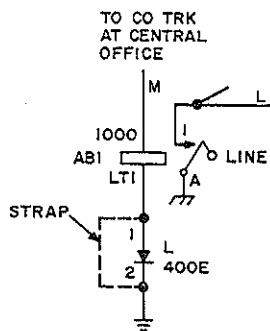 TO CO TRK
AT CENTRAL
OFFICE
M
L
1000
1
AB1
LINE
LT1
A
STRAP
1
L
2
400E